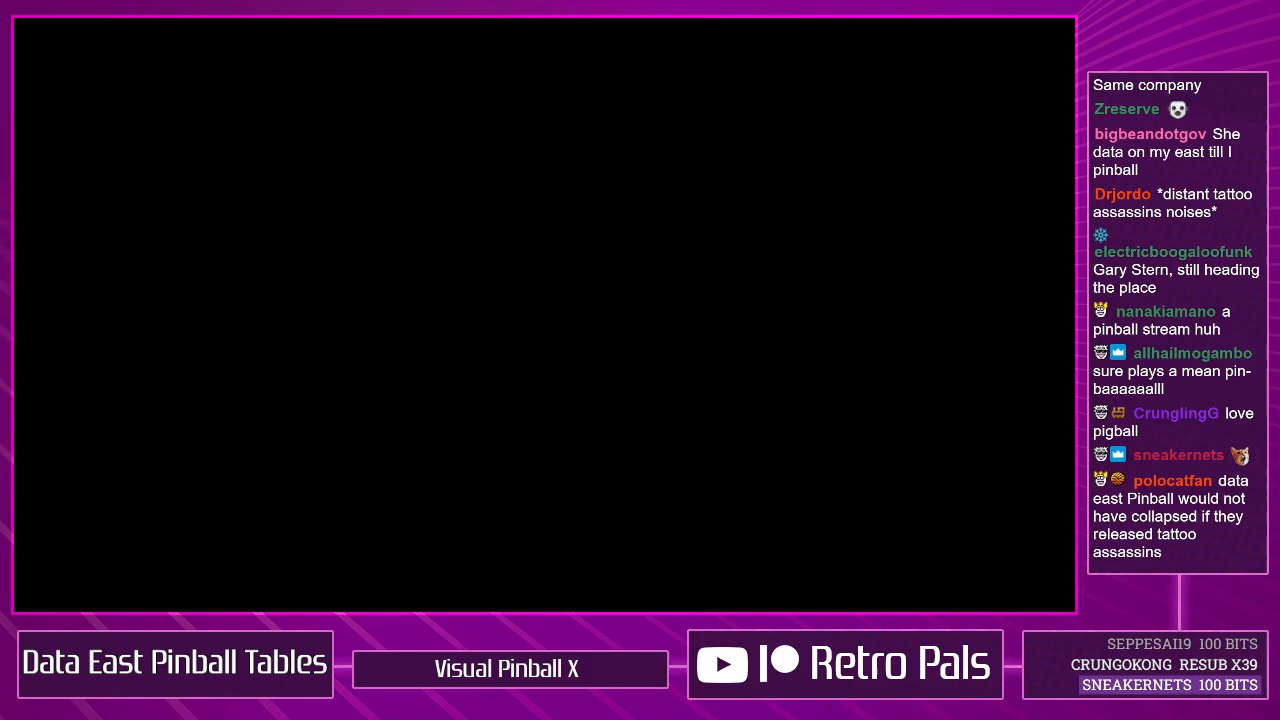 Same company
Zreserve
bigbeandotgov She
data on my east till I
pinball
Drjordo *distant tattoo
assassins noises*
electricboogaloofunk
Gary Stern, still heading
the place
nanakiamano a
pinball stream huh
allhailmogambo
sure plays a mean pin-
baaaaaalll
CrunglingG love
pigball
sneakernets
polocatfan data
east Pinball would not
have collapsed if they
released tattoo
assassins
Data East Pinball Tables
Visual Pinball X
Retro Pals
SEPPESAI19 100 BITS
CRUNGOKONG RESUB X39
SNEAKERNETS 100 BITS